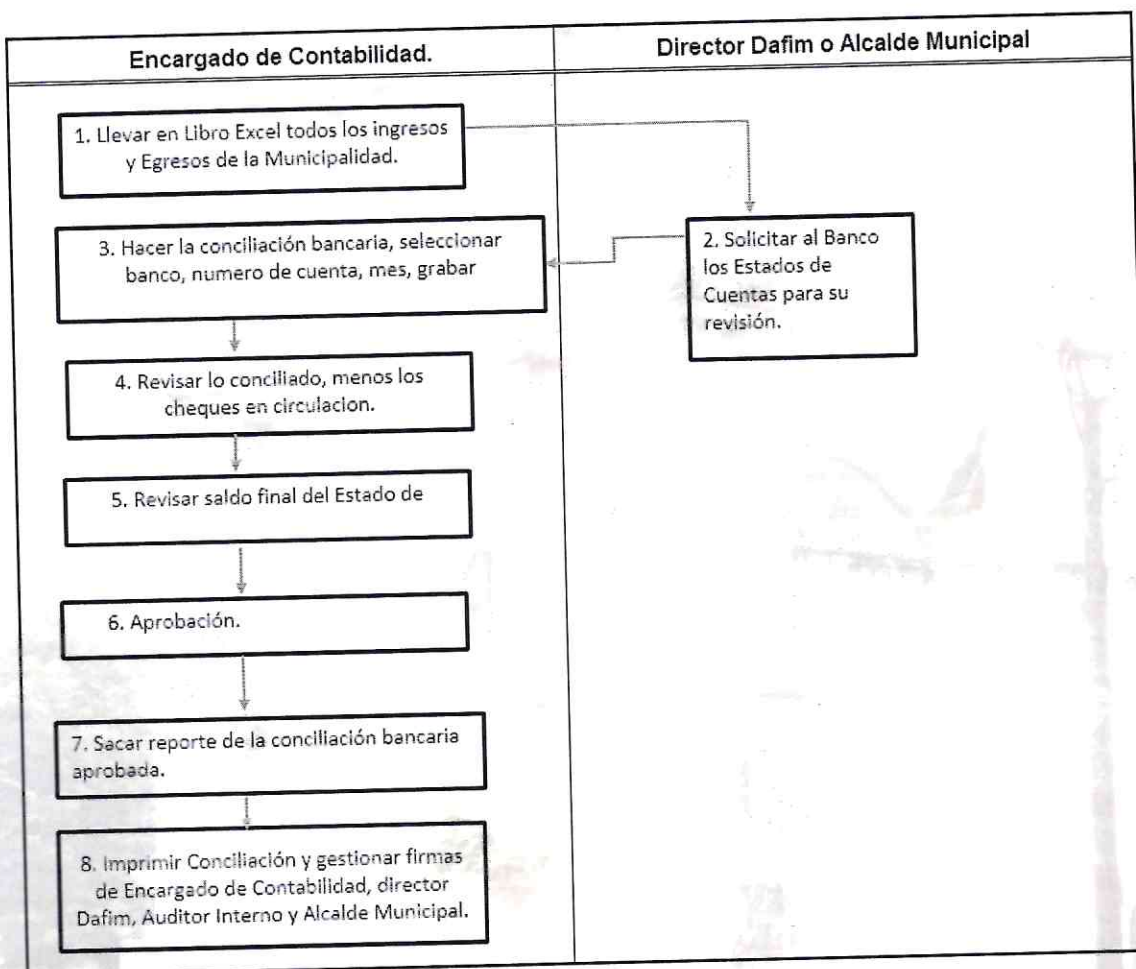 Encargado de Contabilidad.
Director Dafim o Alcalde Municipal
1. Llevar en Libro Excel todos los ingresos
y Egresos de la Municipalidad.
2. Solicitar al Banco
los Estados de
Cuentas para su
revisión.
3. Hacer la conciliación bancaria, seleccionar
banco, numero de cuenta, mes, grabar
4. Revisar lo conciliado, menos los
cheques en circulacion.
5. Revisar saldo final del Estado de
6. Aprobación.
7. Sacar reporte de la conciliación bancaria
aprobada.
8. Imprimir Conciliación y gestionar firmas
de Encargado de Contabilidad, director
Dafim, Auditor Interno y Alcalde Municipal.